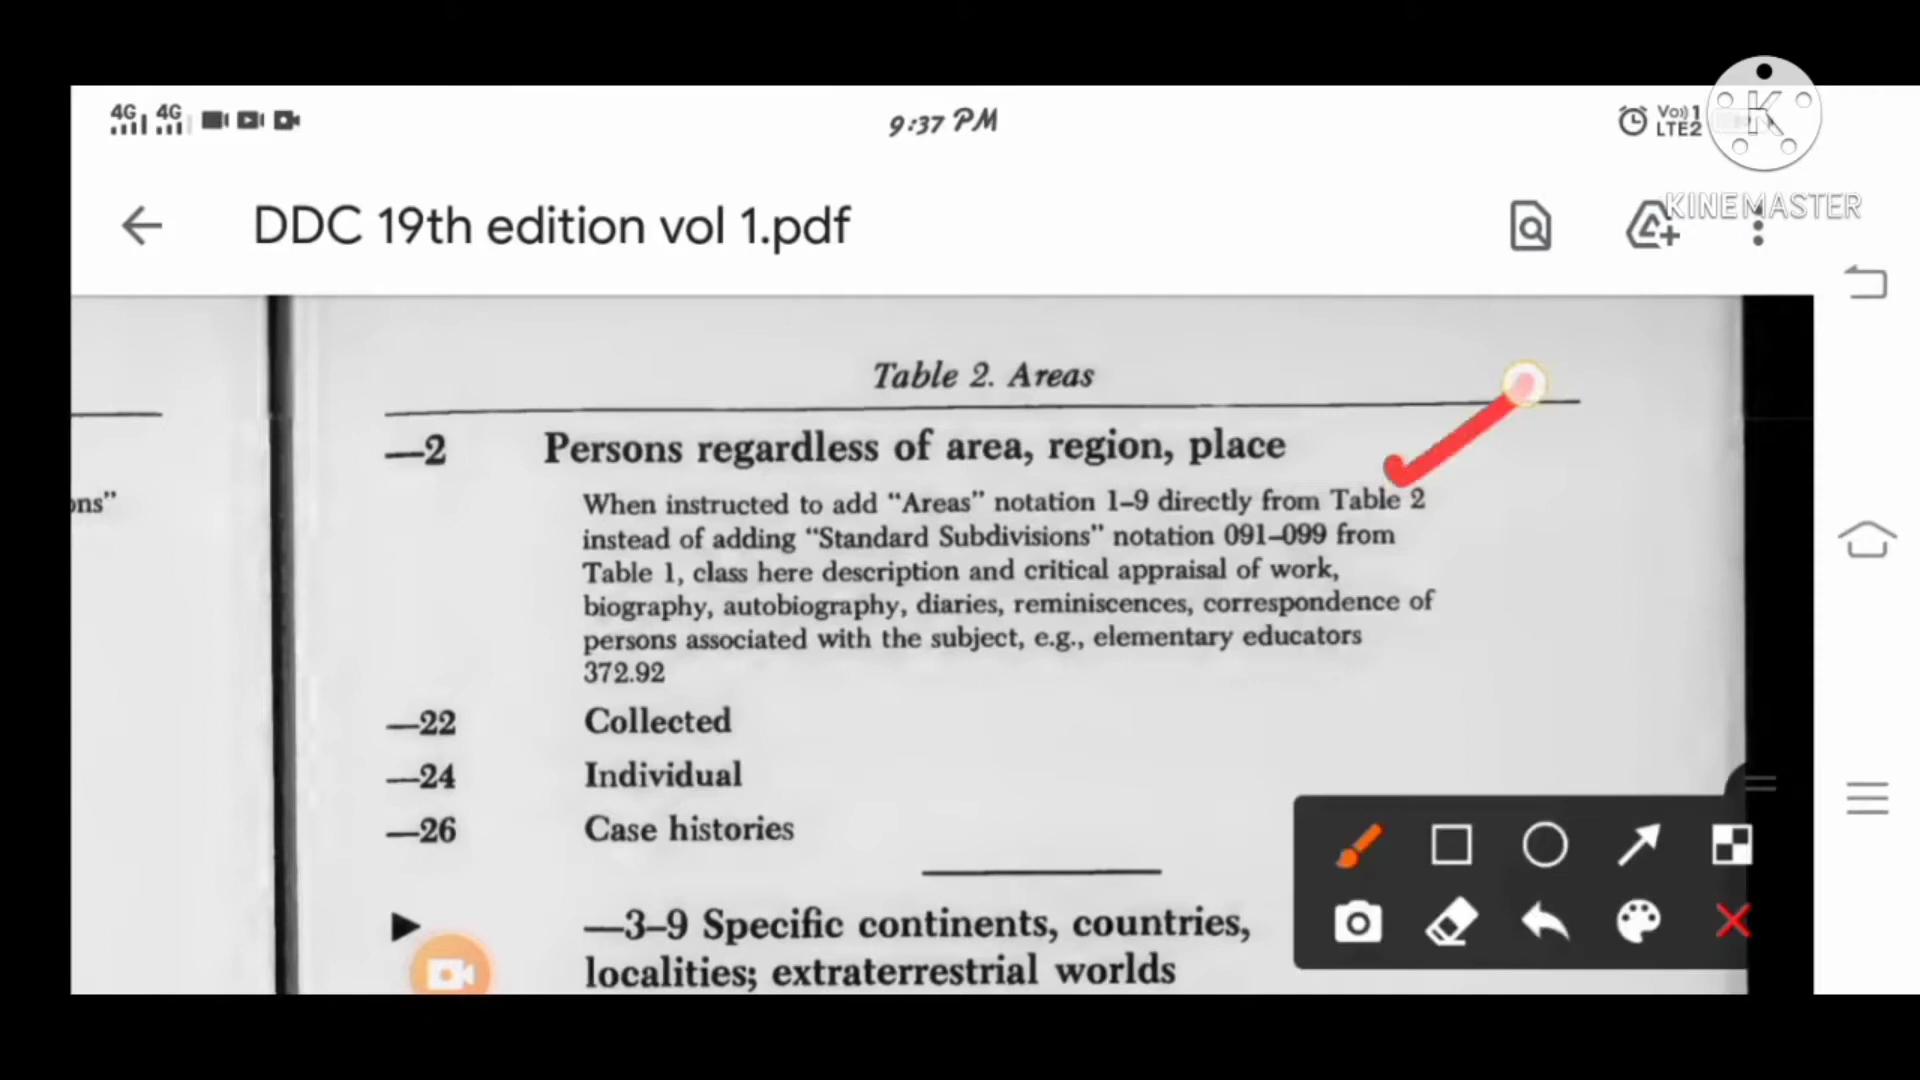 4G 4G
9:37 PM
Vo)) 1
LTE2
K
KINEMASTER
DDC 19th edition vol 1.pdf
Table 2. Areas
—2 Persons regardless of area, region, place
ons”
When instructed to add “Areas” notation 1–9 directly from Table 2
instead of adding “Standard Subdivisions” notation 091–099 from
Table 1, class here description and critical appraisal of work,
biography, autobiography, diaries, reminiscences, correspondence of
persons associated with the subject, e.g., elementary educators
372.92
—22 Collected
—24 Individual
—26 Case histories
—3–9 Specific continents, countries,
localities; extraterrestrial worlds